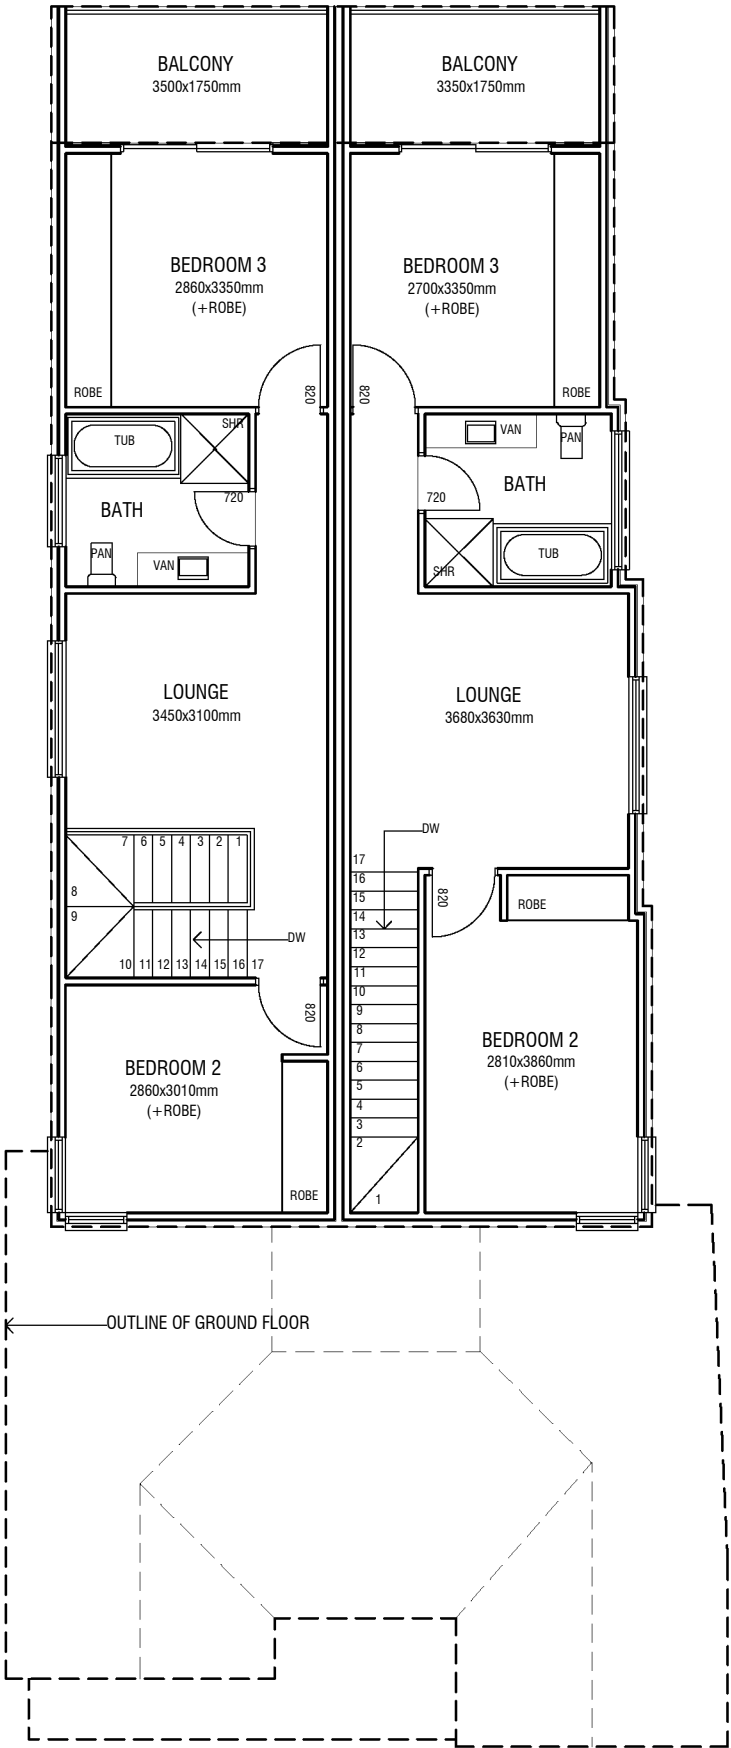 BALCONY
3500x1750mm
BALCONY
3350x1750mm
BEDROOM 3
2860x3350mm
(+ROBE)
BEDROOM 3
2700x3350mm
(+ROBE)
ROBE
820
820
ROBE
TUB
SHR
VAN
PAN
720
BATH
720
BATH
PAN
VAN
SHR
TUB
LOUNGE
3450x3100mm
LOUNGE
3680x3630mm
7 6 5 4 3 2 1
8
9
DW
10 11 12 13 14 15 16 17
DW
17
16
15
14
13
12
11
10
9
8
7
6
5
4
3
2
1
820
ROBE
820
BEDROOM 2
2860x3010mm
(+ROBE)
ROBE
BEDROOM 2
2810x3860mm
(+ROBE)
OUTLINE OF GROUND FLOOR